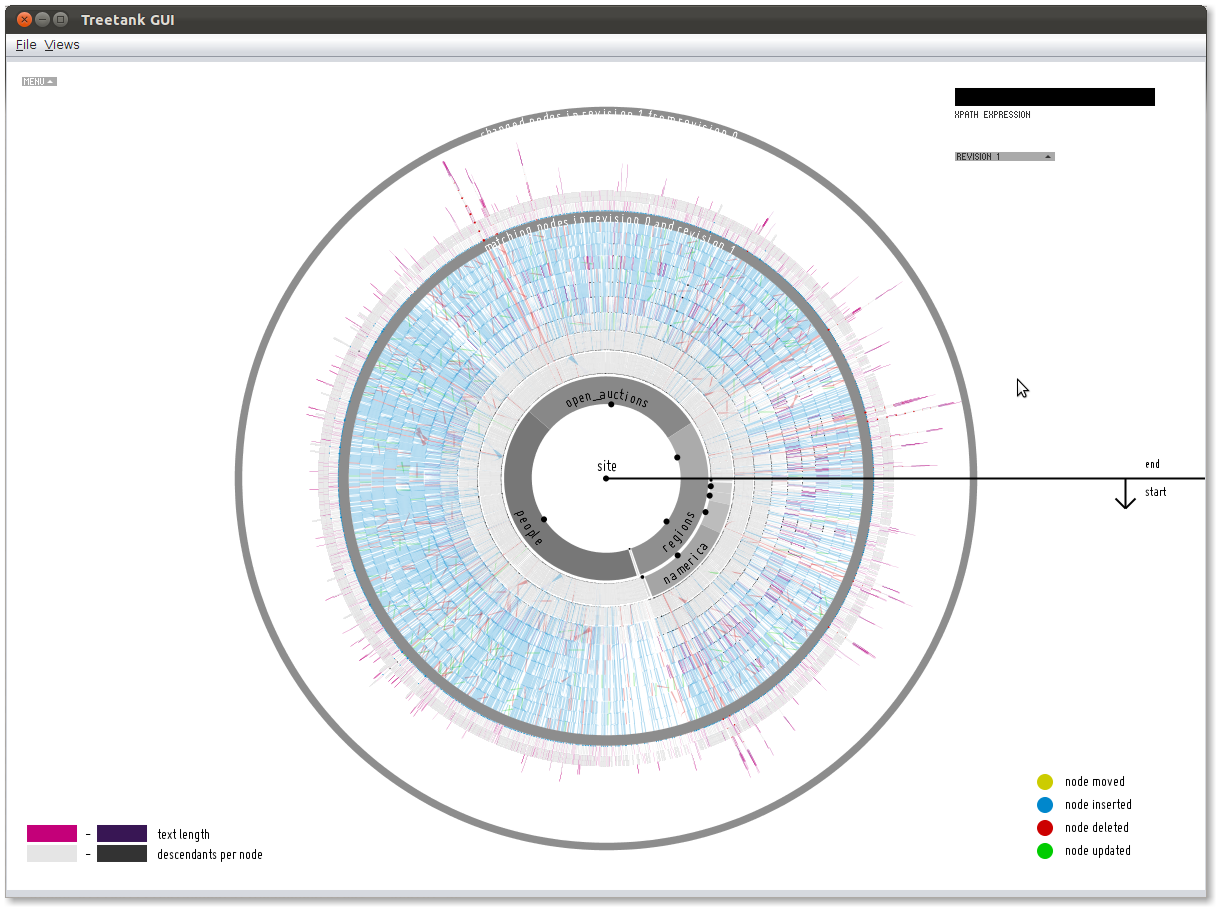 Treetank GUI
File Views
MENU
XPATH EXPRESSION
REVISION 1
changed nodes in revision 1 from revision 0
matching nodes in revision 0 and revision 1
open_auctions
site
people
regions
namerica
end
start
node moved
node inserted
node deleted
node updated
– text length
– descendants per node